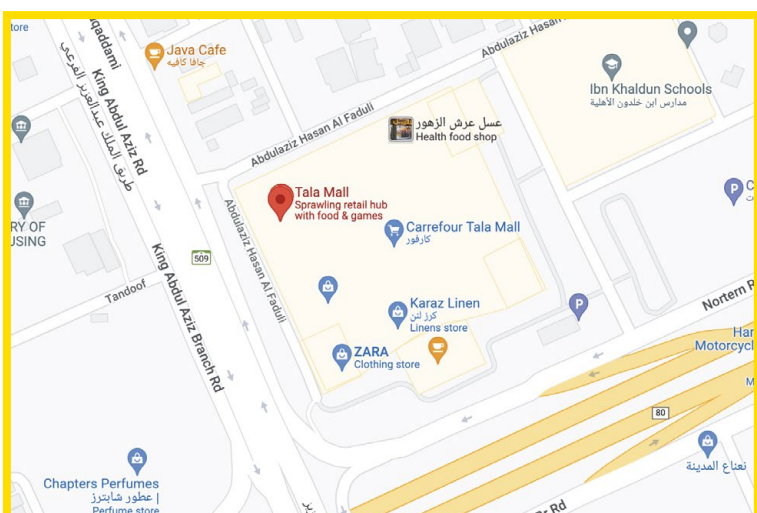 tore
Java Cafe
جافا كافيه
King Abdul Aziz Rd
طريق الملك عبدالعزيز الفرعي
Abdulaziz Hasan
Ibn Khaldun Schools
مدارس ابن خلدون الأهلية
عسل عرش الزهور
Health food shop
Abdulaziz Hasan Al Faduli
Tala Mall
Sprawling retail hub
with food & games
Carrefour Tala Mall
كارفور
P
RY OF
USING
Abdulaziz Hasan Al Faduli
509
King Abdul Aziz Branch Rd
Tandoof
Karaz Linen
كرز لتن
Linens store
P
Nortern R
Har
Motorcycl
ZARA
Clothing store
80
M
نعناع المدينة
Chapters Perfumes
عطور شابترز |
Perfume store
Rd